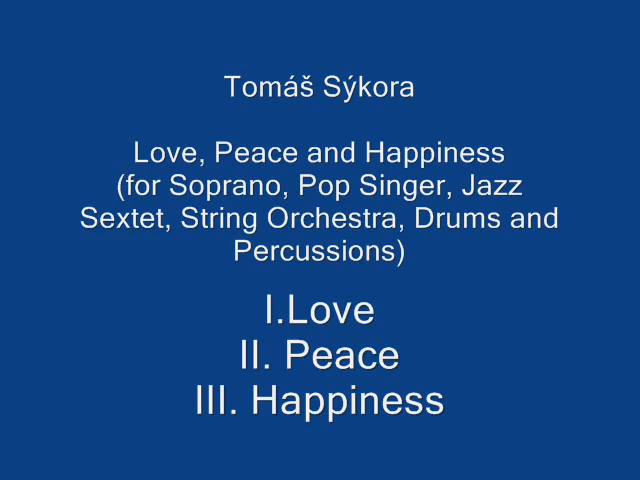 Tomáš Sýkora
Love, Peace and Happiness
(for Soprano, Pop Singer, Jazz
Sextet, String Orchestra, Drums and
Percussions)
I.Love
II. Peace
III. Happiness